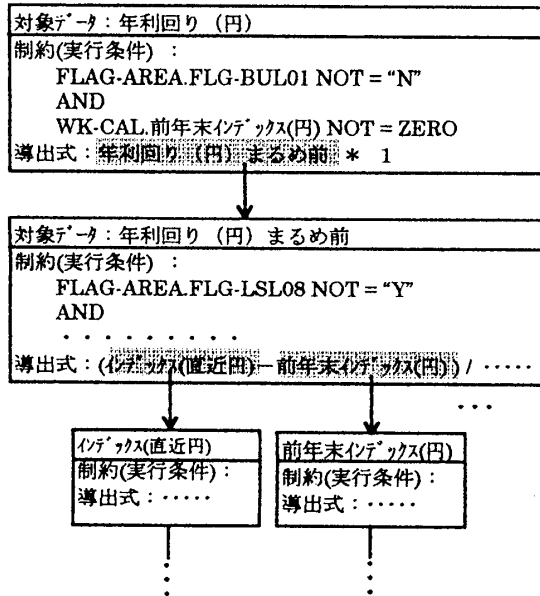 対象データ:年利回り (円)
制約(実行条件) :
FLAG-AREA.FLG-BUL01 NOT = “N”
AND
WK-CAL.前年末インデックス(円) NOT = ZERO
導出式:年利回り (円) まるめ前 * 1
対象データ:年利回り (円) まるめ前
制約(実行条件) :
FLAG-AREA.FLG-LSL08 NOT = “Y”
AND
・・・・・・・・・
導出式:(インデックス(直近円)-前年末インデックス(円)) / ・・・・・
・・・
インデックス(直近円)
制約(実行条件):
導出式:・・・・・
前年末インデックス(円)
制約(実行条件):
導出式:・・・・・